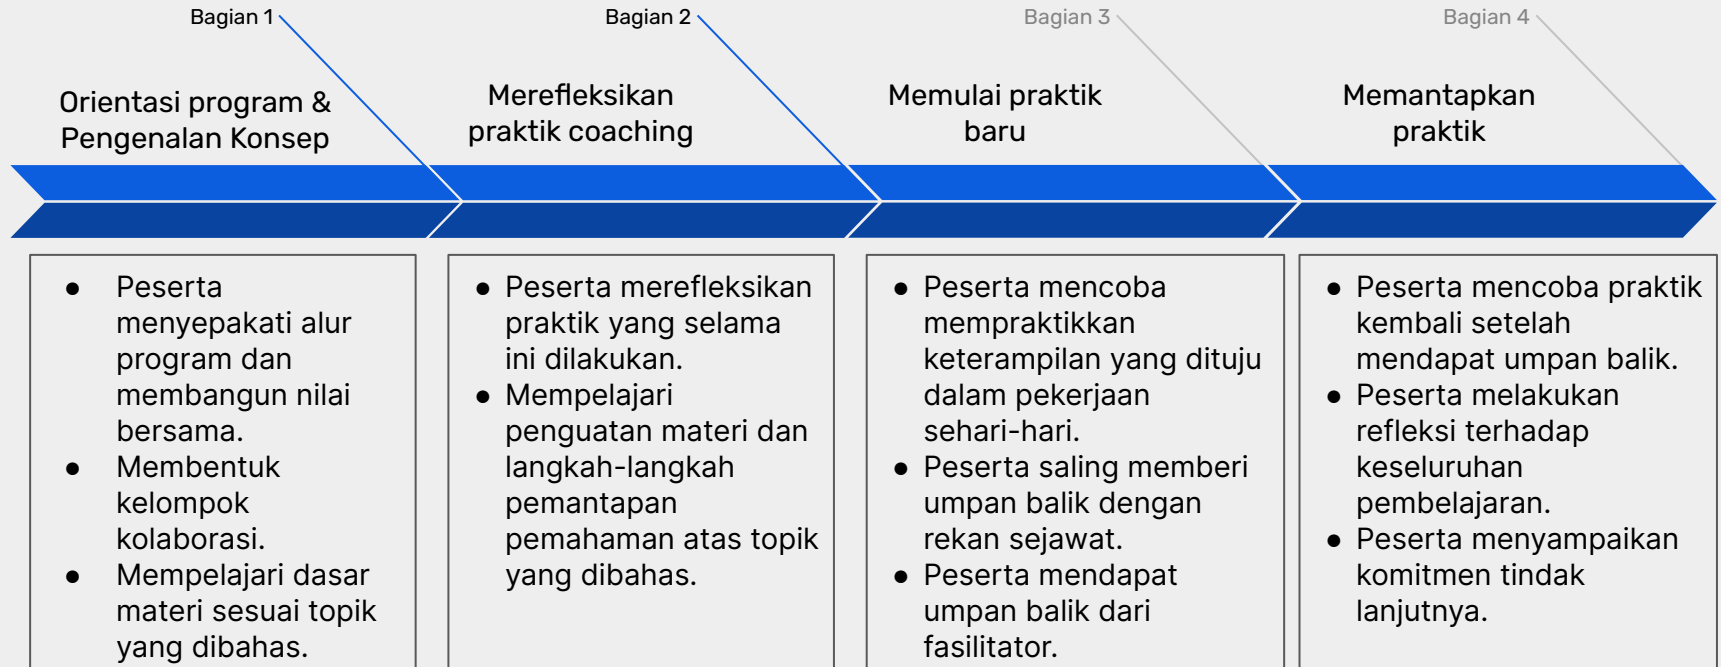 Bagian 1
Bagian 2
Bagian 3
Bagian 4
Orientasi program &
Pengenalan Konsep
Merefleksikan
praktik coaching
Memulai praktik
baru
Memantapkan
praktik
● Peserta
menyepakati alur
program dan
membangun nilai
bersama.
● Membentuk
kelompok
kolaborasi.
● Mempelajari dasar
materi sesuai topik
yang dibahas.
● Peserta merefleksikan
praktik yang selama
ini dilakukan.
● Mempelajari
penguatan materi dan
langkah-langkah
pemantapan
pemahaman atas topik
yang dibahas.
● Peserta mencoba
mempraktikkan
keterampilan yang dituju
dalam pekerjaan
sehari-hari.
● Peserta saling memberi
umpan balik dengan
rekan sejawat.
● Peserta mendapat
umpan balik dari
fasilitator.
● Peserta mencoba praktik
kembali setelah
mendapat umpan balik.
● Peserta melakukan
refleksi terhadap
keseluruhan
pembelajaran.
● Peserta menyampaikan
komitmen tindak
lanjutnya.